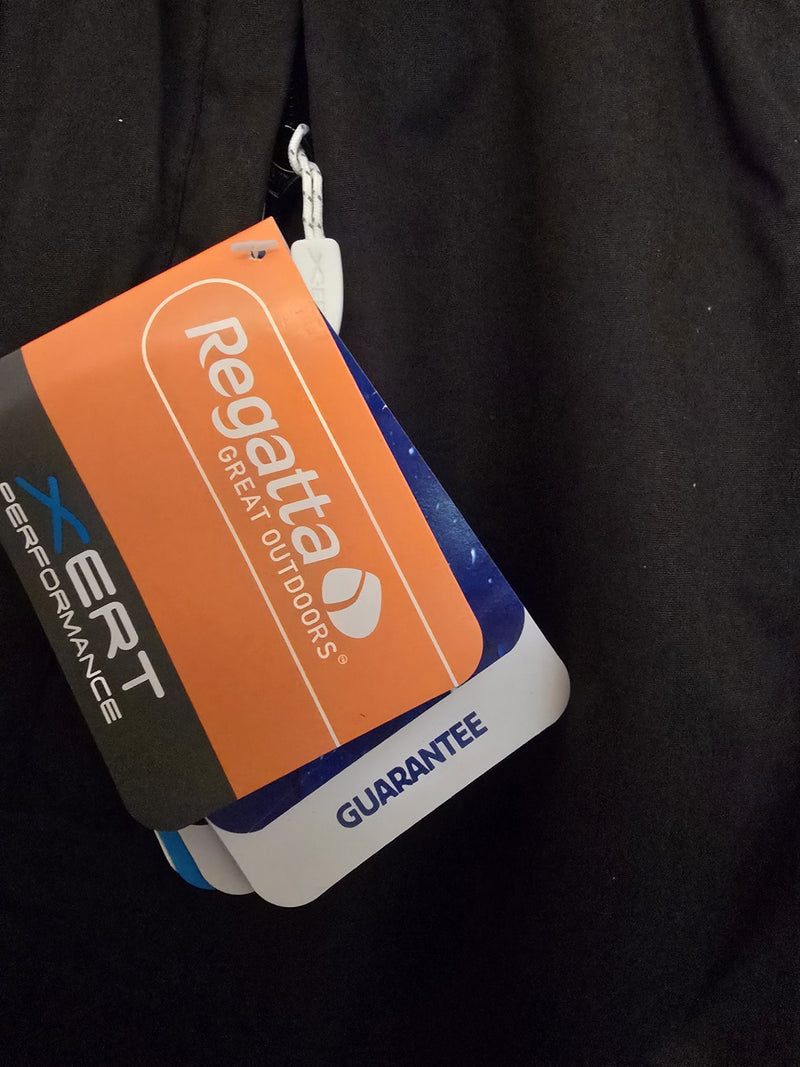 Regatta
GREAT OUTDOORS®
XERT
PERFORMANCE
GUARANTEE